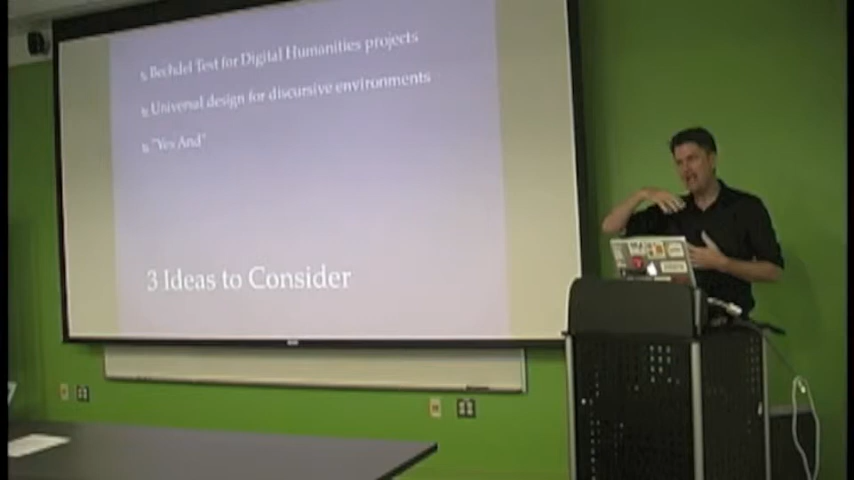 Bechdel Test for Digital Humanities projects
Universal design for discursive environments
"Yes And"
3 Ideas to Consider